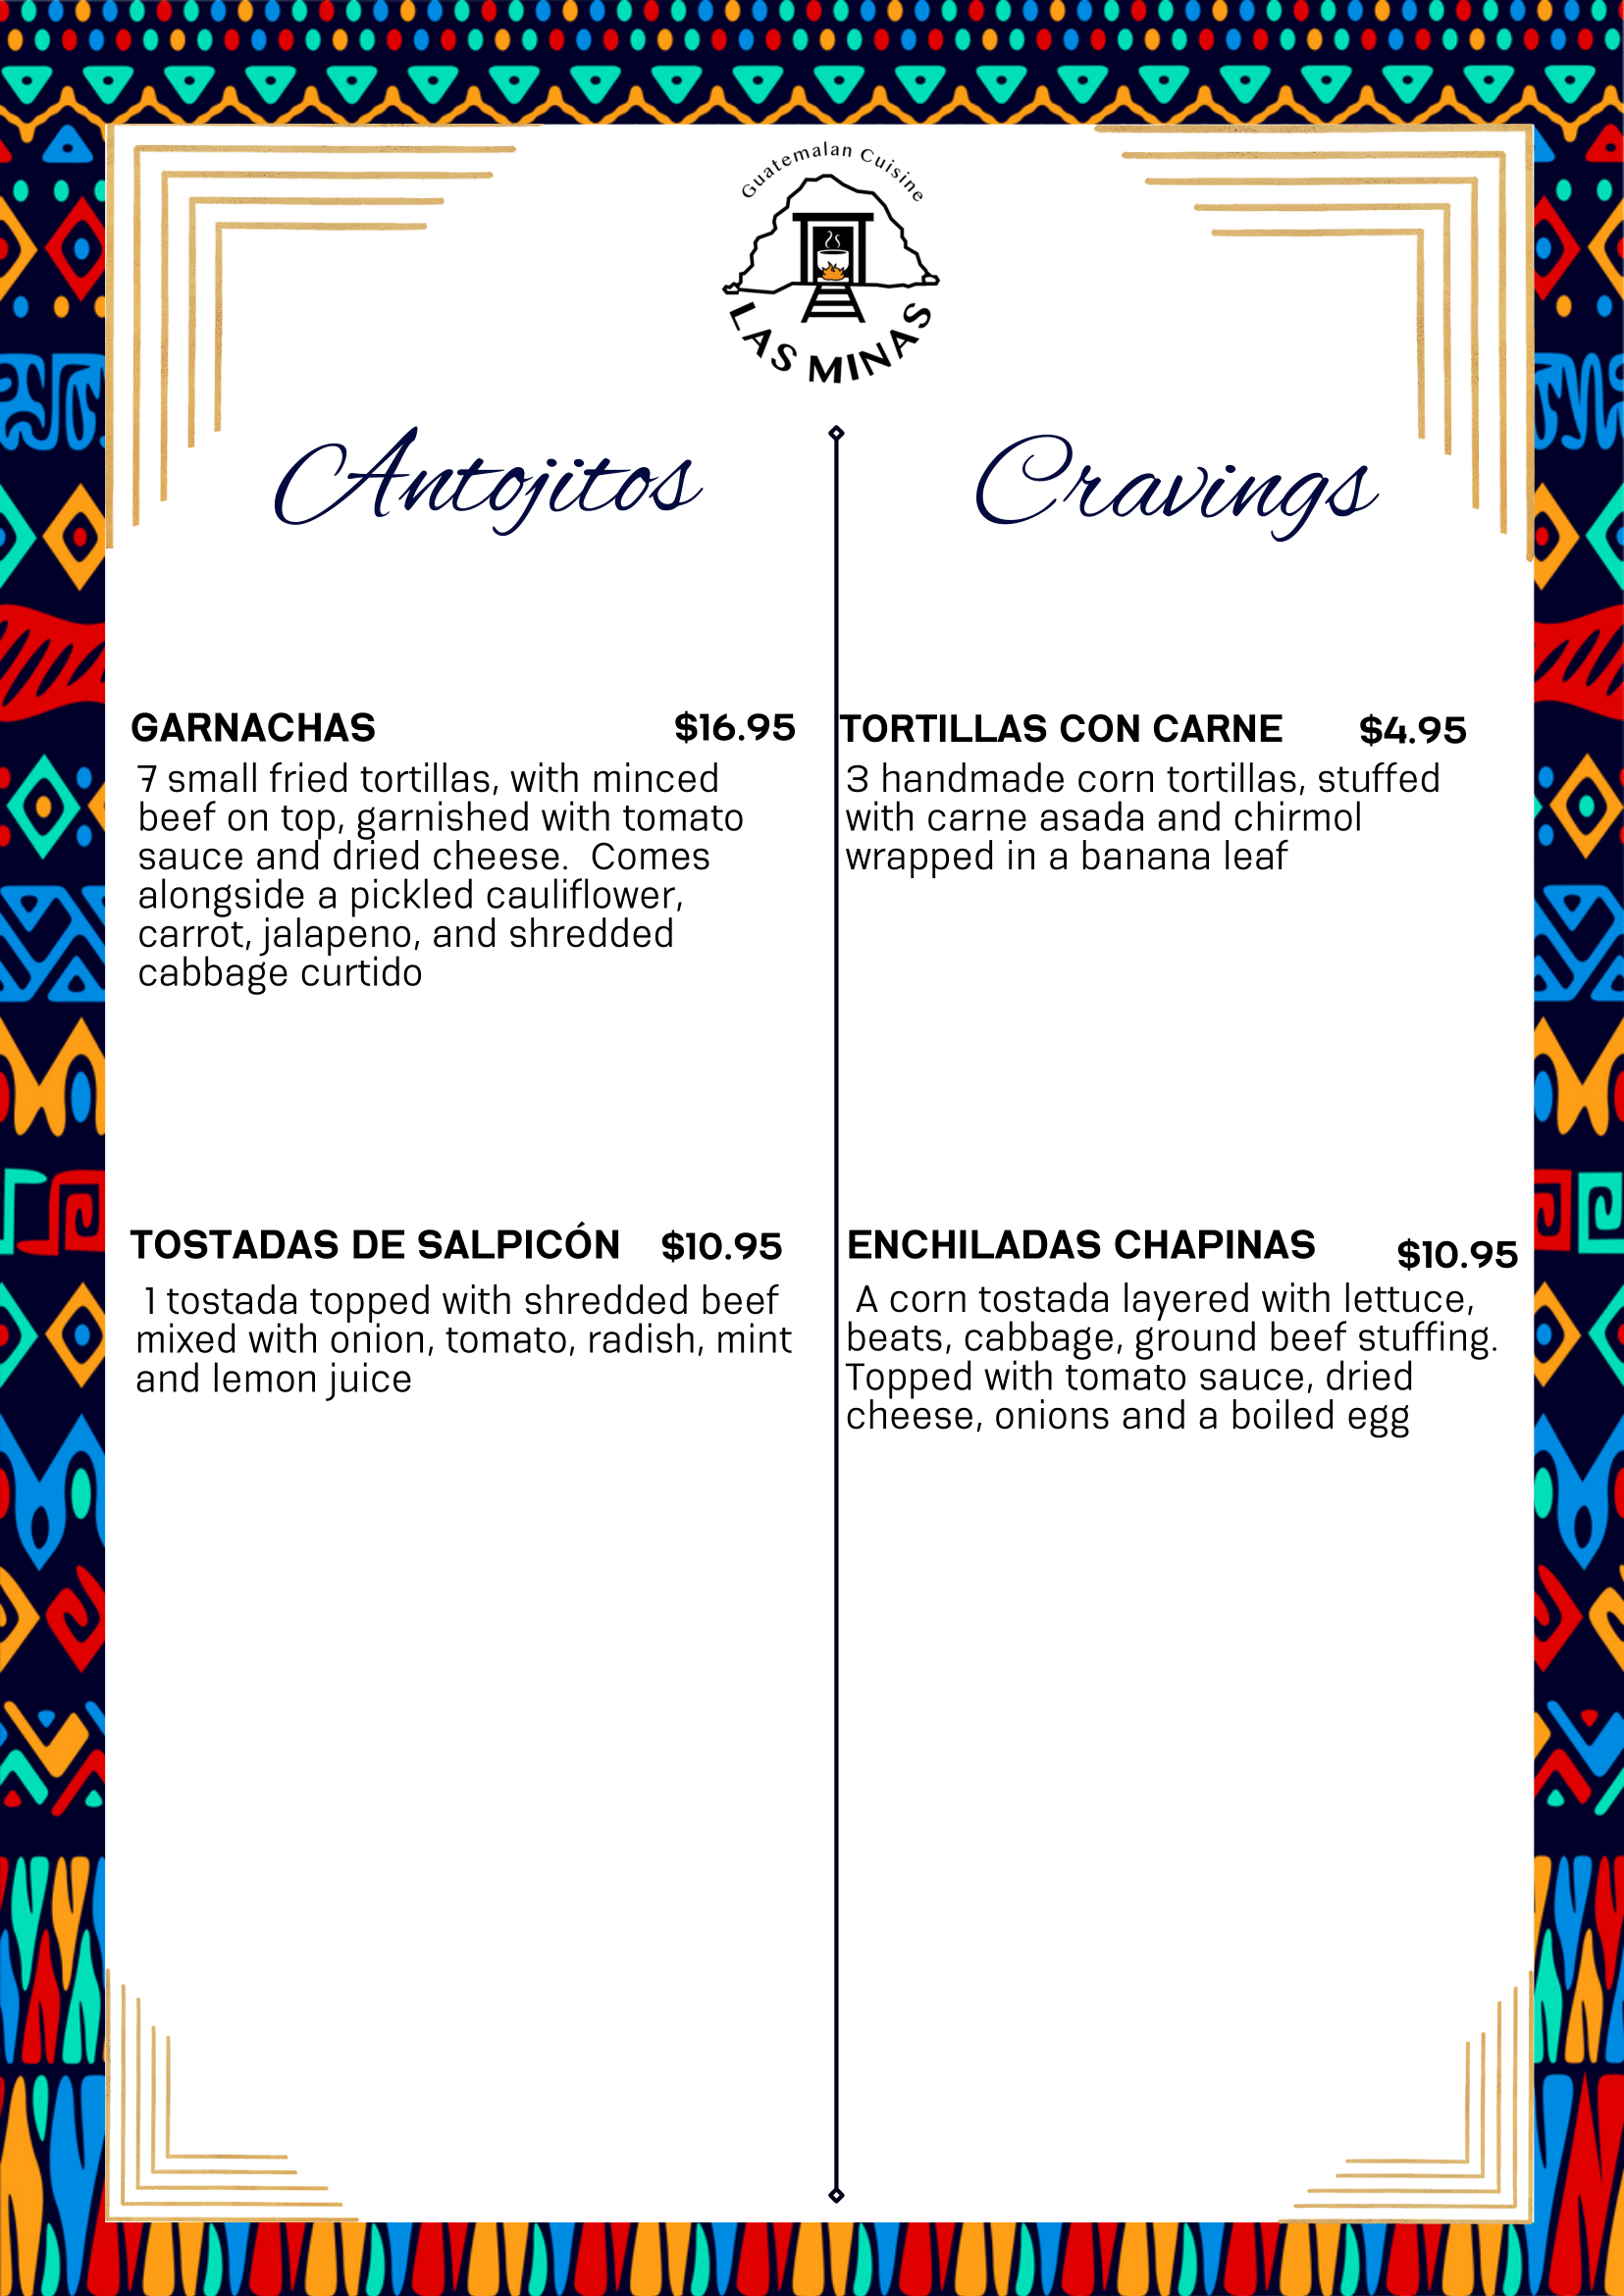 Guatemalan Cuisine
LAS MINAS
Antojitos
GARNACHAS $16.95
7 small fried tortillas, with minced
beef on top, garnished with tomato
sauce and dried cheese.  Comes
alongside a pickled cauliflower,
carrot, jalapeno, and shredded
cabbage curtido
TOSTADAS DE SALPICÓN $10.95
1 tostada topped with shredded beef
mixed with onion, tomato, radish, mint
and lemon juice
Cravings
TORTILLAS CON CARNE $4.95
3 handmade corn tortillas, stuffed
with carne asada and chirmol
wrapped in a banana leaf
ENCHILADAS CHAPINAS $10.95
A corn tostada layered with lettuce,
beats, cabbage, ground beef stuffing.
Topped with tomato sauce, dried
cheese, onions and a boiled egg